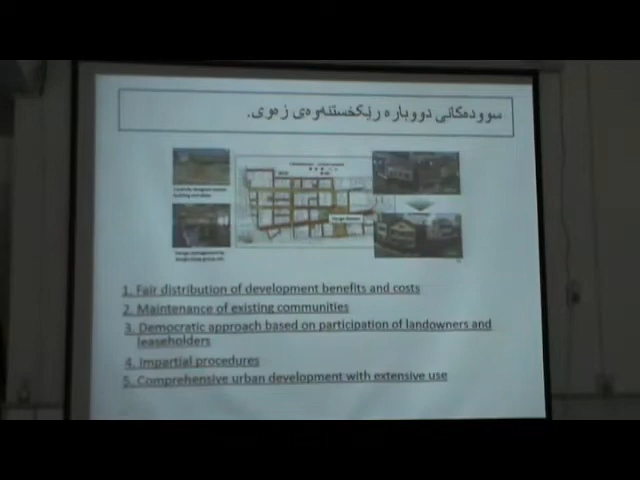 سوودەکانی دووبارە رێکخستنەوەی زەوی.
1. Fair distribution of development benefits and costs
2. Maintenance of existing communities
3. Democratic approach based on participation of landowners and
leaseholders
4. Impartial procedures
5. Comprehensive urban development with extensive use